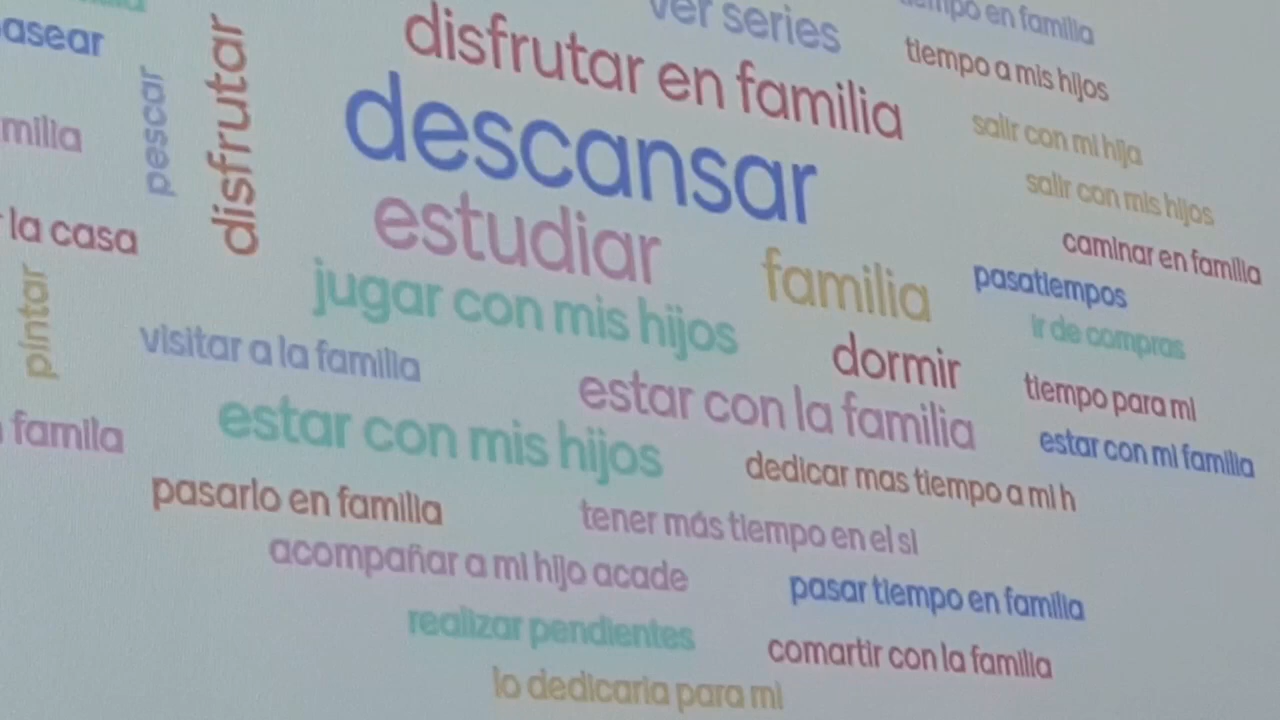 ver series
tiempo en familia
asear
disfrutar en familia
tiempo a mis hijos
disfrutar
pescar
descansar
salir con mi hija
milia
salir con mis hijos
estudiar
la casa
caminar en familia
familia
pasatiempos
jugar con mis hijos
pintar
ir de compras
visitar a la familia
dormir
tiempo para mi
estar con la familia
famila
estar con mis hijos
estar con mi familia
dedicar mas tiempo a mi h
pasarlo en familia
tener más tiempo en el si
acompañar a mi hijo acade
pasar tiempo en familia
realizar pendientes
comartir con la familia
lo dedicaria para mi